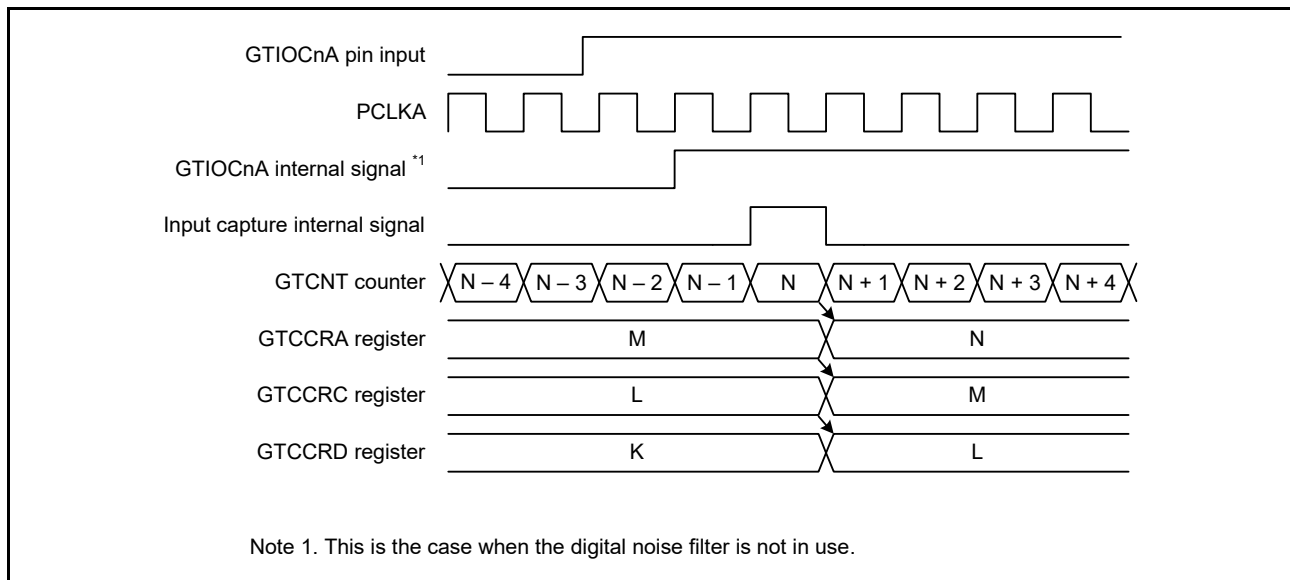 GTIOCnA pin input
PCLKA
GTIOCnA internal signal *1
Input capture internal signal
GTCNT counter N – 4 N – 3 N – 2 N – 1 N N + 1 N + 2 N + 3 N + 4
GTCCRA register M N
GTCCRC register L M
GTCCRD register K L
Note 1. This is the case when the digital noise filter is not in use.